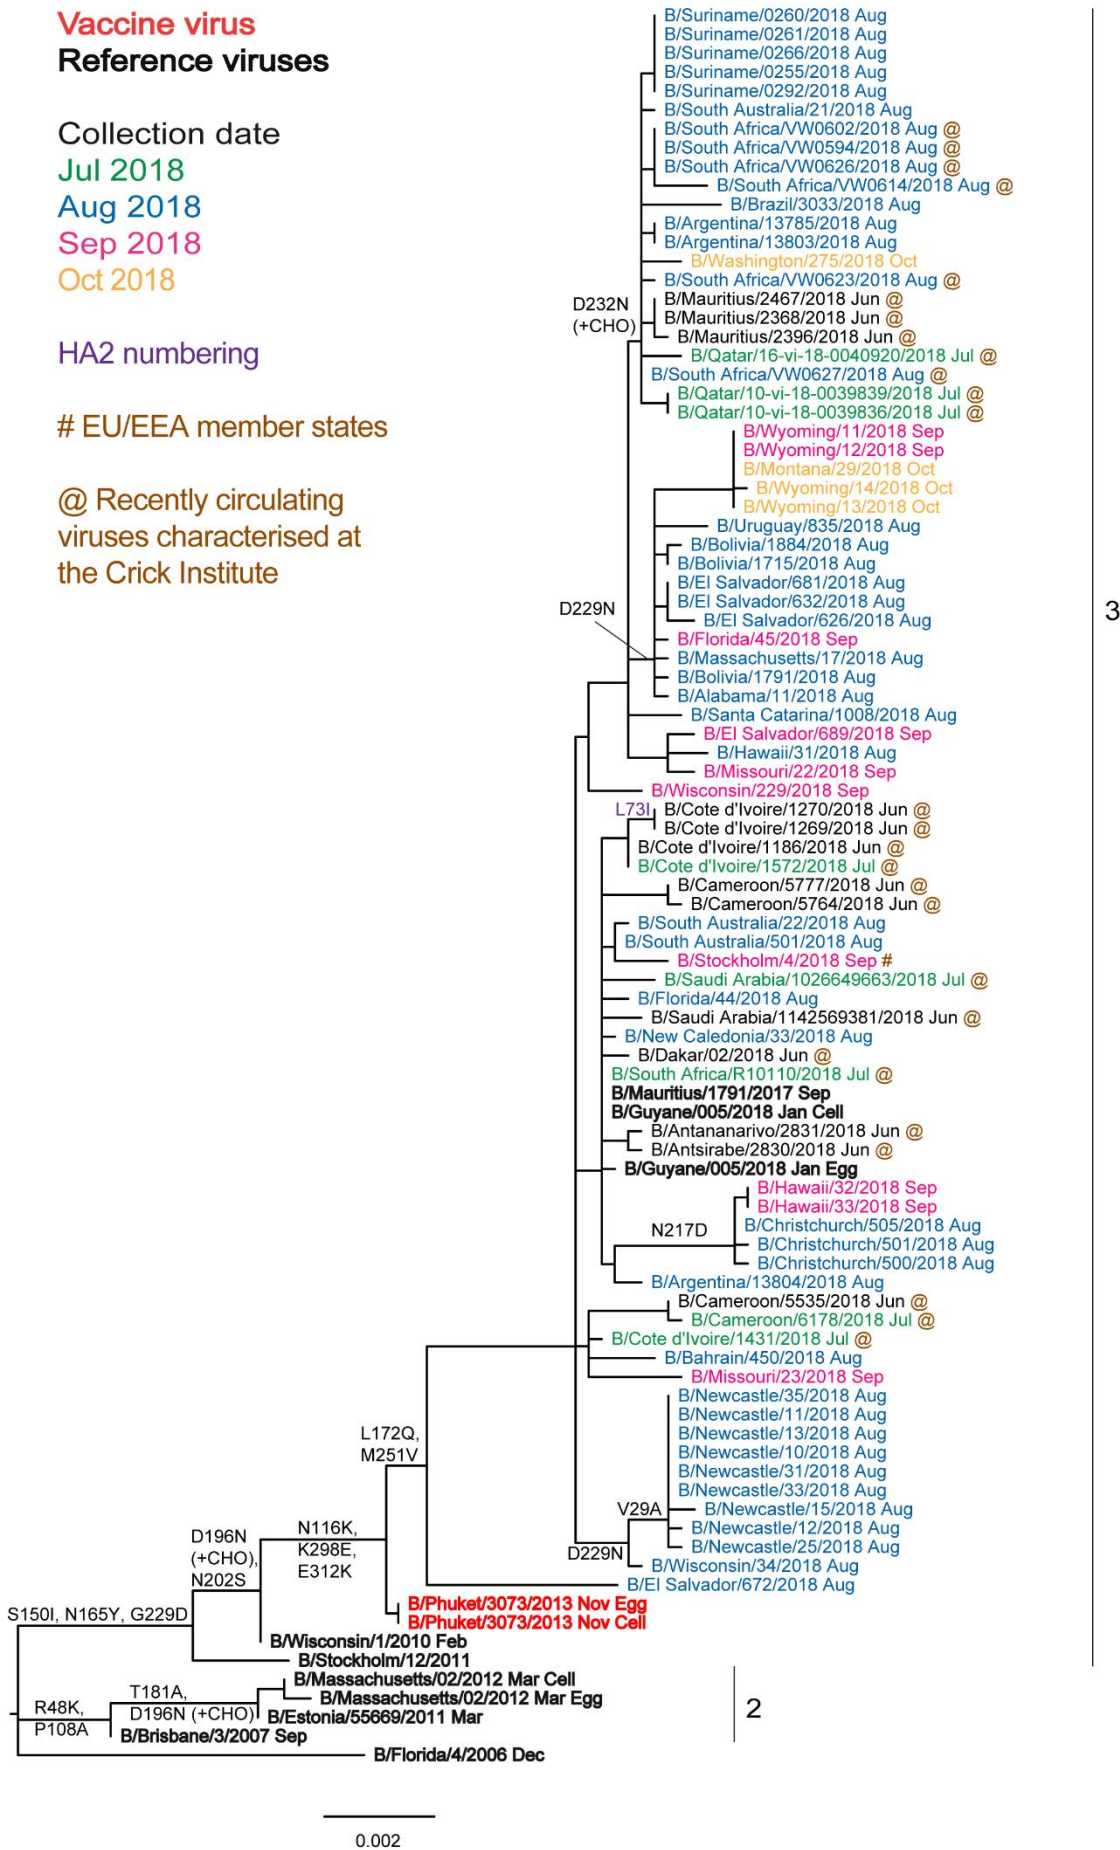 Vaccine virus
Reference viruses
Collection date
Jul 2018
Aug 2018
Sep 2018
Oct 2018
HA2 numbering
# EU/EEA member states
@ Recently circulating
viruses characterised at
the Crick Institute
B/Suriname/0260/2018 Aug
B/Suriname/0261/2018 Aug
B/Suriname/0266/2018 Aug
B/Suriname/0255/2018 Aug
B/Suriname/0292/2018 Aug
B/South Australia/21/2018 Aug
B/South Africa/VW0602/2018 Aug @
B/South Africa/VW0594/2018 Aug @
B/South Africa/VW0626/2018 Aug @
B/South Africa/VW0614/2018 Aug @
B/Brazil/3033/2018 Aug
B/Argentina/13785/2018 Aug
B/Argentina/13803/2018 Aug
B/Washington/275/2018 Oct
B/South Africa/VW0623/2018 Aug @
B/Mauritius/2467/2018 Jun @
D232N
(+CHO)
B/Mauritius/2368/2018 Jun @
B/Mauritius/2396/2018 Jun @
B/Qatar/16-vi-18-0040920/2018 Jul @
B/South Africa/VW0627/2018 Aug @
B/Qatar/10-vi-18-0039839/2018 Jul @
B/Qatar/10-vi-18-0039836/2018 Jul @
B/Wyoming/11/2018 Sep
B/Wyoming/12/2018 Sep
B/Montana/29/2018 Oct
B/Wyoming/14/2018 Oct
B/Wyoming/13/2018 Oct
B/Uruguay/835/2018 Aug
B/Bolivia/1884/2018 Aug
B/Bolivia/1715/2018 Aug
B/El Salvador/681/2018 Aug
B/El Salvador/632/2018 Aug
D229N
3
B/El Salvador/626/2018 Aug
B/Florida/45/2018 Sep
B/Massachusetts/17/2018 Aug
B/Bolivia/1791/2018 Aug
B/Alabama/11/2018 Aug
B/Santa Catarina/1008/2018 Aug
B/El Salvador/689/2018 Sep
B/Hawaii/31/2018 Aug
B/Missouri/22/2018 Sep
B/Wisconsin/229/2018 Sep
L73I
B/Cote d'Ivoire/1270/2018 Jun @
B/Cote d'Ivoire/1269/2018 Jun @
B/Cote d'Ivoire/1186/2018 Jun @
B/Cote d'Ivoire/1572/2018 Jul @
B/Cameroon/5777/2018 Jun @
B/Cameroon/5764/2018 Jun @
B/South Australia/22/2018 Aug
B/South Australia/501/2018 Aug
B/Stockholm/4/2018 Sep #
B/Saudi Arabia/1026649663/2018 Jul @
B/Florida/44/2018 Aug
B/Saudi Arabia/1142569381/2018 Jun @
B/New Caledonia/33/2018 Aug
B/Dakar/02/2018 Jun @
B/South Africa/R10110/2018 Jul @
B/Mauritius/1791/2017 Sep
B/Guyane/005/2018 Jan Cell
B/Antananarivo/2831/2018 Jun @
B/Antsirabe/2830/2018 Jun @
B/Guyane/005/2018 Jan Egg
B/Hawaii/32/2018 Sep
B/Hawaii/33/2018 Sep
N217D
B/Christchurch/505/2018 Aug
B/Christchurch/501/2018 Aug
B/Christchurch/500/2018 Aug
B/Argentina/13804/2018 Aug
B/Cameroon/5535/2018 Jun @
B/Cameroon/6178/2018 Jul @
B/Cote d'Ivoire/1431/2018 Jul @
B/Bahrain/450/2018 Aug
B/Missouri/23/2018 Sep
B/Newcastle/35/2018 Aug
B/Newcastle/11/2018 Aug
B/Newcastle/13/2018 Aug
L172Q,
M251V
B/Newcastle/10/2018 Aug
B/Newcastle/31/2018 Aug
B/Newcastle/33/2018 Aug
V29A
B/Newcastle/15/2018 Aug
B/Newcastle/12/2018 Aug
B/Newcastle/25/2018 Aug
D229N
B/Wisconsin/34/2018 Aug
B/El Salvador/672/2018 Aug
N116K,
K298E,
E312K
D196N
(+CHO),
N202S
B/Phuket/3073/2013 Nov Egg
B/Phuket/3073/2013 Nov Cell
S150I, N165Y, G229D
B/Wisconsin/1/2010 Feb
B/Stockholm/12/2011
B/Massachusetts/02/2012 Mar Cell
B/Massachusetts/02/2012 Mar Egg
T181A,
D196N (+CHO)
B/Estonia/55669/2011 Mar
2
R48K,
P108A
B/Brisbane/3/2007 Sep
B/Florida/4/2006 Dec
0.002